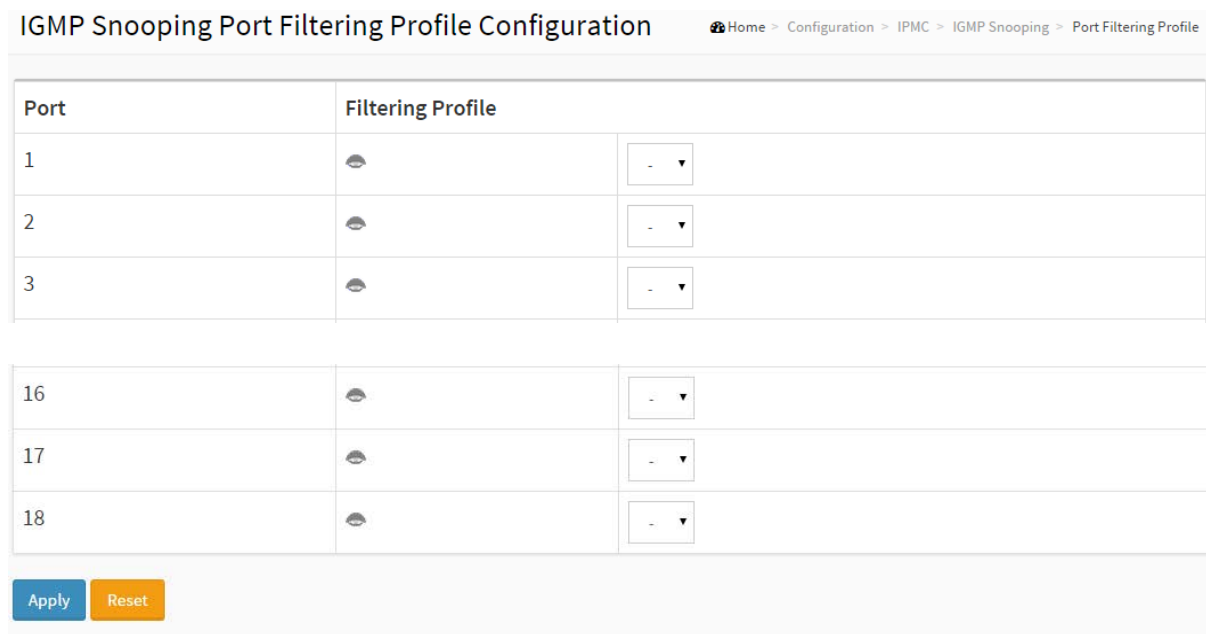 IGMP Snooping Port Filtering Profile Configuration
Home > Configuration > IPMC > IGMP Snooping > Port Filtering Profile
Port Filtering Profile
1 -
2 -
3 -
16 -
17 -
18 -
Apply Reset